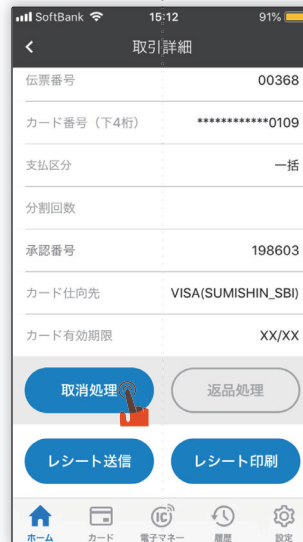 SoftBank 15:12 91%
取引詳細
伝票番号 00368
カード番号（下4桁） ************0109
支払区分 一括
分割回数
承認番号 198603
カード仕向先 VISA(SUMISHIN_SBI)
カード有効期限 XX/XX
取消処理 返品処理
レシート送信 レシート印刷
ホーム カード 電子マネー 履歴 設定